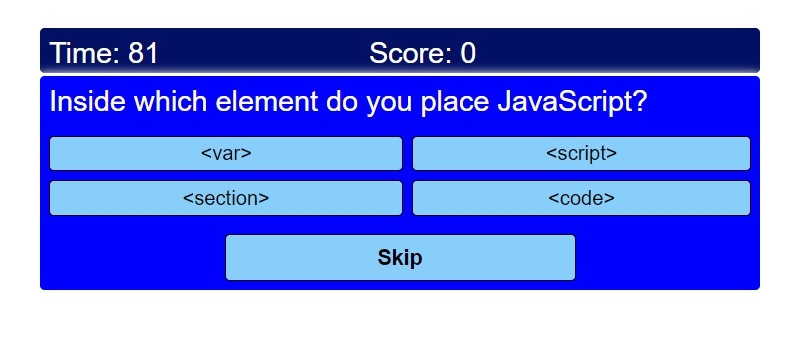 Time: 81 Score: 0
Inside which element do you place JavaScript?
<var> <script>
<section> <code>
Skip